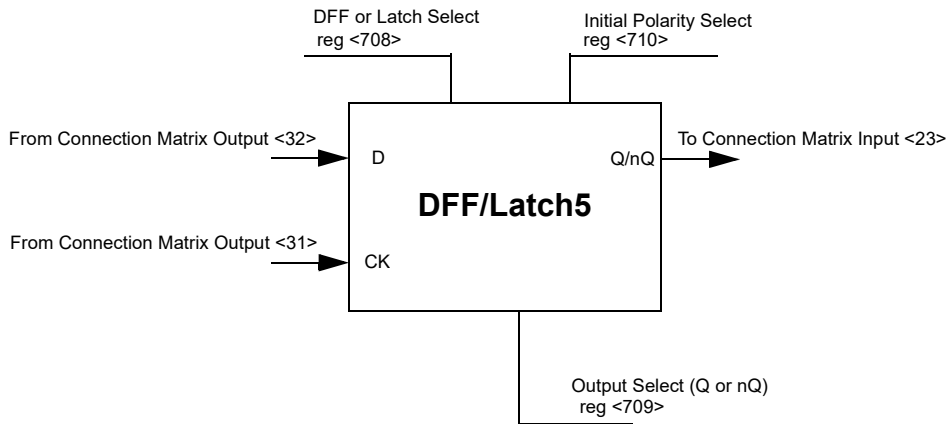 DFF or Latch Select
reg <708>
Initial Polarity Select
reg <710>
From Connection Matrix Output <32>
D
Q/nQ
To Connection Matrix Input <23>
DFF/Latch5
From Connection Matrix Output <31>
CK
Output Select (Q or nQ)
reg <709>